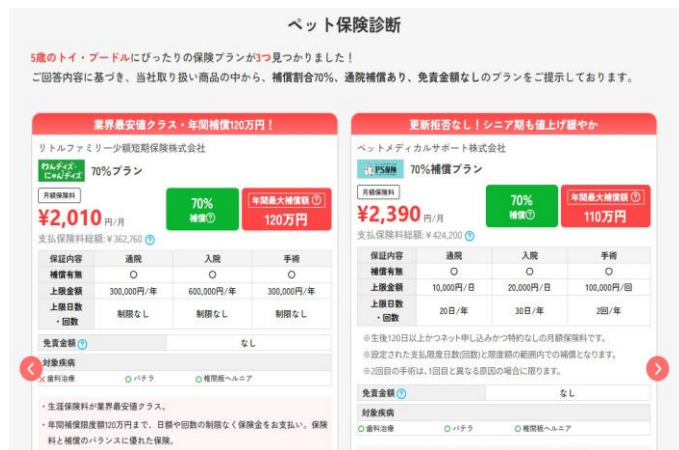 ペット保険診断
5歳のトイ・プードルにぴったりの保険プランが3つ見つかりました！
ご回答内容に基づき、当社取り扱い商品の中から、補償割合70%、通院補償あり、免責金額なしのプランをご提示しております。
業界最安値クラス・年間補償120万円！
リトルファミリー少額短期保険株式会社
わんデイズ・
にゃんデイズ
70%プラン
月額保険料
¥2,010 円/月
70%
補償?
年間最大補償額 ?
120万円
支払保険料総額:¥362,760 ?
保証内容 通院 入院 手術
補償有無 ○ ○ ○
上限金額 300,000円/年 600,000円/年 300,000円/年
上限日数
・回数
制限なし 制限なし 制限なし
免責金額 ? なし
対象疾病
×歯科治療 ○パテラ ○椎間板ヘルニア
・生涯保険料が業界最安値クラス。
・年間補償限度額120万円まで、日額や回数の制限なく保険金をお支払い。保険
料と補償のバランスに優れた保険。
更新拒否なし！シニア期も値上げ緩やか
ペットメディカルサポート株式会社
PS保険
70%補償プラン
月額保険料
¥2,390 円/月
70%
補償?
年間最大補償額 ?
110万円
支払保険料総額:¥424,200 ?
保証内容 通院 入院 手術
補償有無 ○ ○ ○
上限金額 10,000円/日 20,000円/日 100,000円/回
上限日数
・回数
20日/年 30日/年 2回/年
※生後120日以上かつネット申し込みかつ特約なしの月額保険料です。
※設定された支払限度日数(回数)と限度額の範囲内での補償となります。
※2回目の手術は、1回目と異なる原因の場合に限ります。
免責金額 ? なし
対象疾病
○歯科治療 ○パテラ ○椎間板ヘルニア